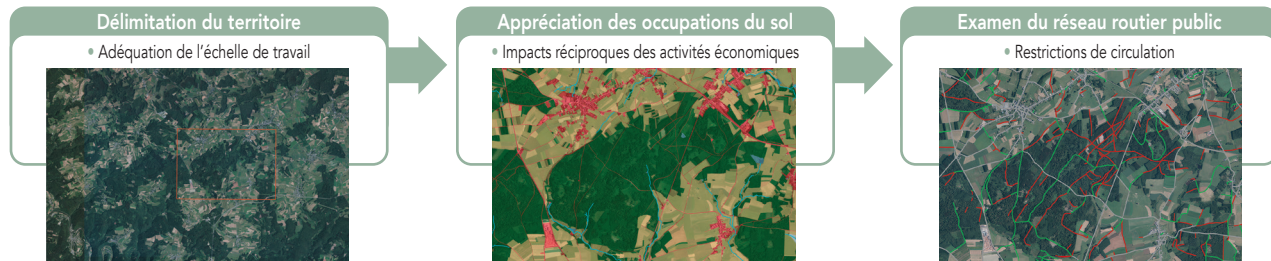 Délimitation du territoire
• Adéquation de l’échelle de travail
Appréciation des occupations du sol
• Impacts réciproques des activités économiques
Examen du réseau routier public
• Restrictions de circulation